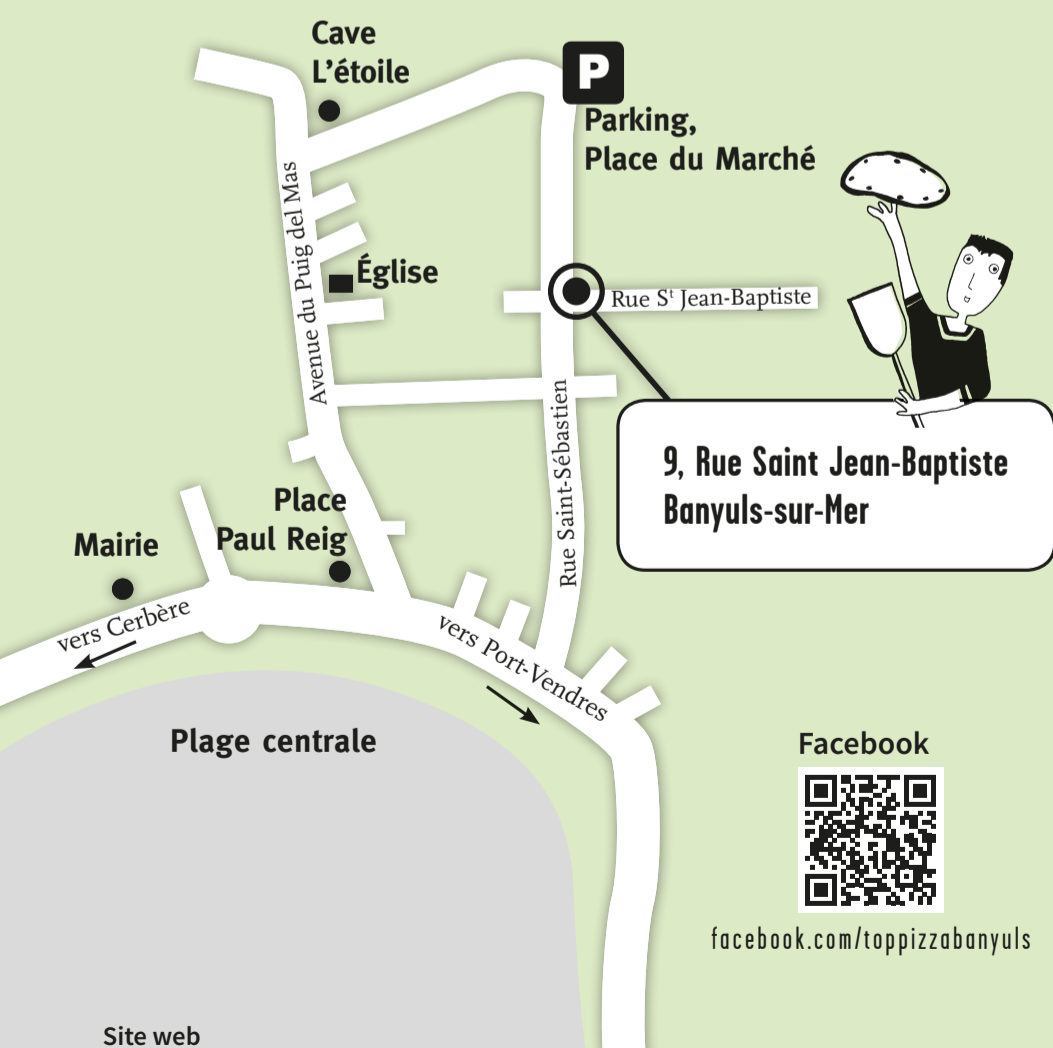 Cave
L'étoile
P
Parking,
Place du Marché
Avenue du Puig del Mas
Église
Rue Sᵗ Jean-Baptiste
9, Rue Saint Jean-Baptiste
Banyuls-sur-Mer
Rue Saint-Sébastien
Place
Paul Reig
Mairie
vers Cerbère
vers Port-Vendres
Plage centrale
Facebook
facebook.com/toppizzabanyuls
Site web